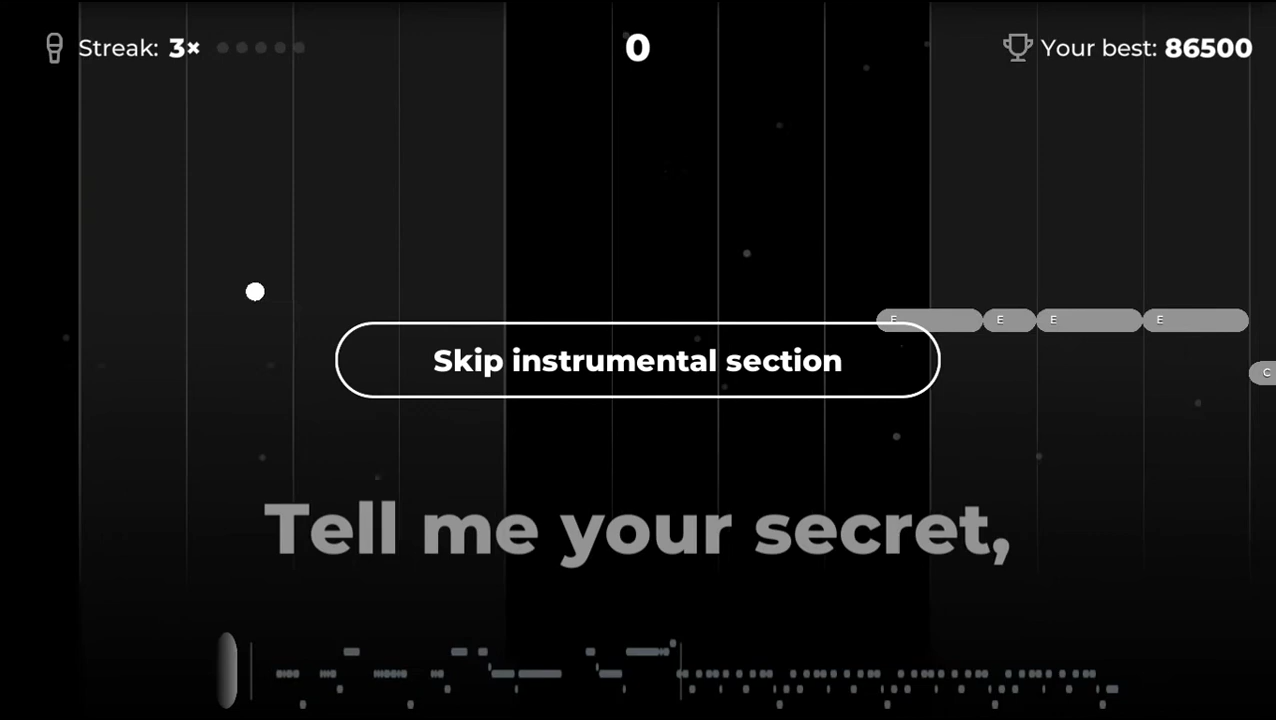 Streak: 3×
0
Your best: 86500
E E E E
C
Skip instrumental section
Tell me your secret,